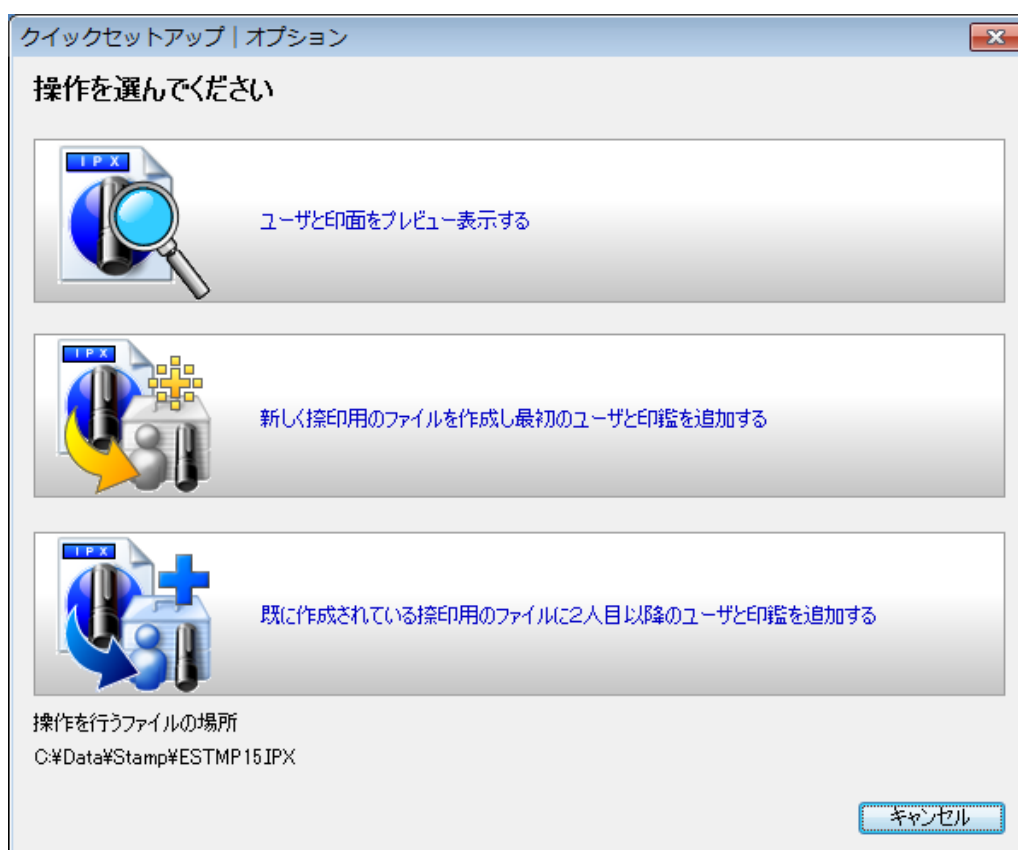 クイックセットアップ | オプション
操作を選んでください
IPX
ユーザと印面をプレビュー表示する
IPX
新しく捺印用のファイルを作成し最初のユーザと印鑑を追加する
IPX
既に作成されている捺印用のファイルに2人目以降のユーザと印鑑を追加する
操作を行うファイルの場所
C:¥Data¥Stamp¥ESTMP15.IPX
キャンセル